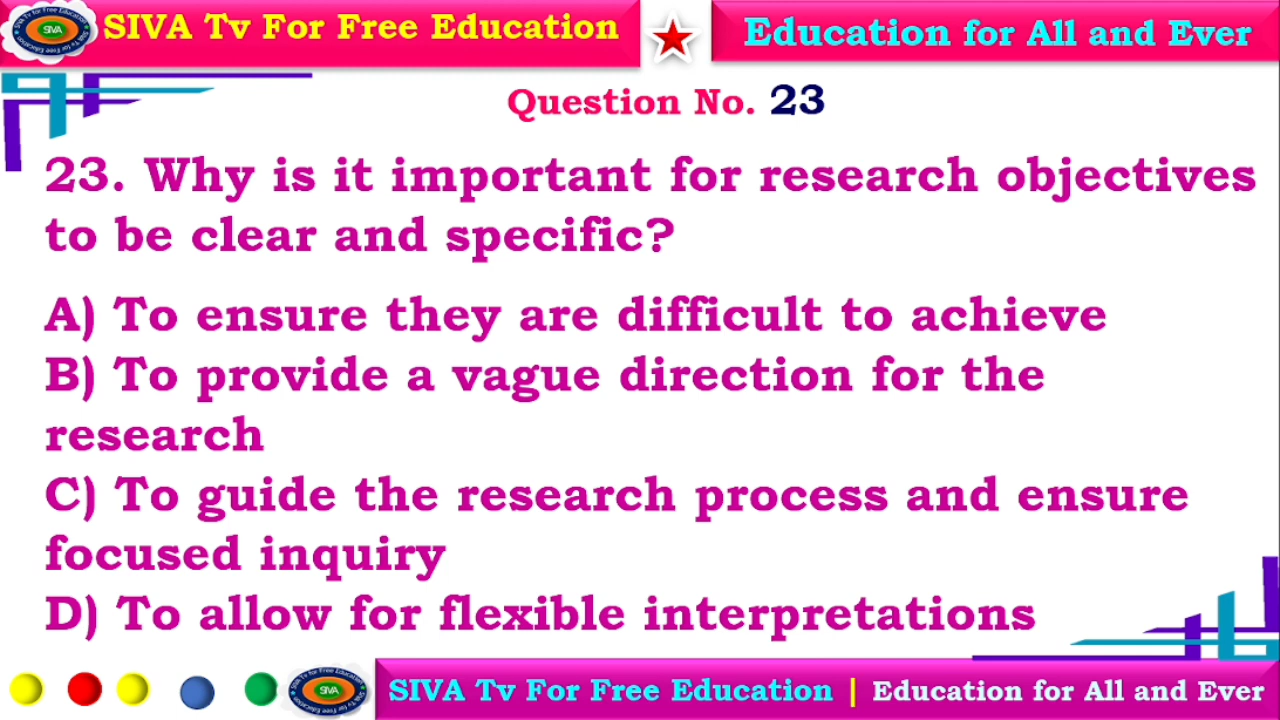 SIVA Tv For Free Education
Education for All and Ever
SIVA
Question No. 23
23. Why is it important for research objectives
to be clear and specific?
A) To ensure they are difficult to achieve
B) To provide a vague direction for the
research
C) To guide the research process and ensure
focused inquiry
D) To allow for flexible interpretations
SIVA
SIVA Tv For Free Education | Education for All and Ever